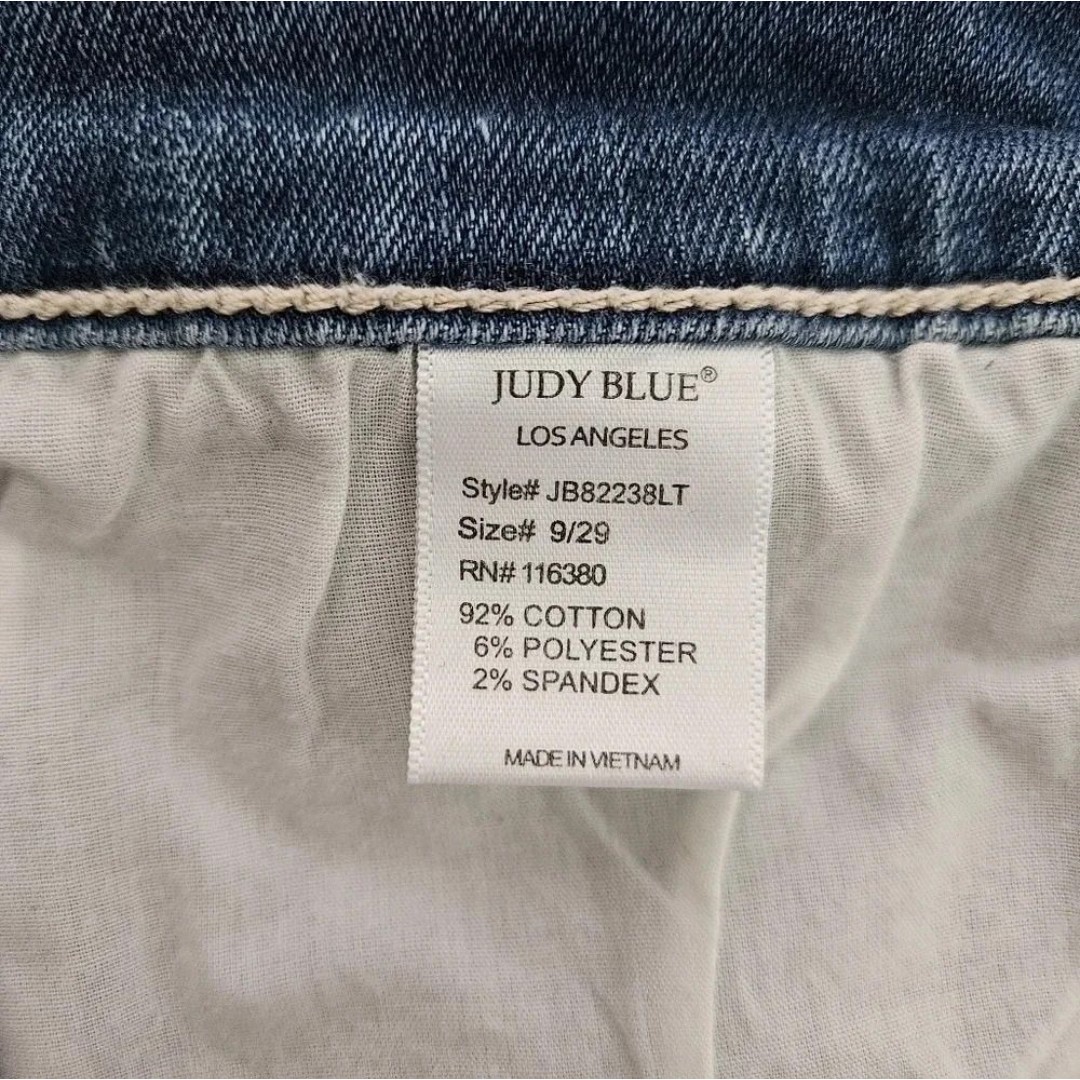 JUDY BLUE®
LOS ANGELES
Style# JB82238LT
Size# 9/29
RN# 116380
92% COTTON
6% POLYESTER
2% SPANDEX
MADE IN VIETNAM